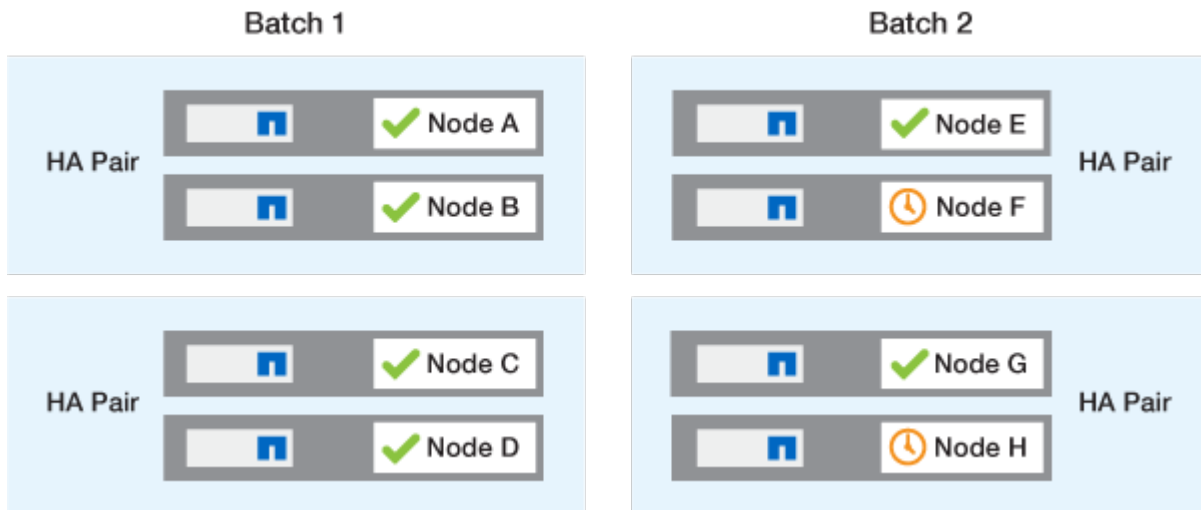 Batch 1
HA Pair
Node A
Node B
HA Pair
Node C
Node D
Batch 2
Node E
Node F
HA Pair
Node G
Node H
HA Pair